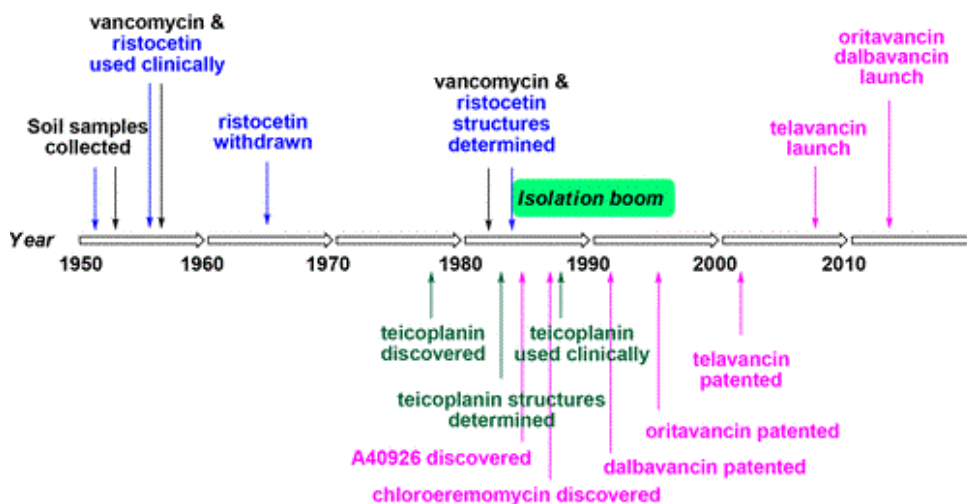 vancomycin &
ristocetin
used clinically
Soil samples
collected
ristocetin
withdrawn
vancomycin &
ristocetin
structures
determined
Isolation boom
telavancin
launch
oritavancin
dalbavancin
launch
Year
1950 1960 1970 1980 1990 2000 2010
teicoplanin
discovered
teicoplanin
used clinically
teicoplanin structures
determined
telavancin
patented
oritavancin patented
A40926 discovered
dalbavancin patented
chloroeremomycin discovered